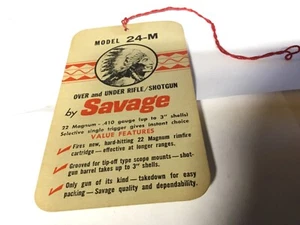 MODEL 24-M
OVER and UNDER RIFLE/SHOTGUN
by Savage
22 Magnum - .410 gauge (up to 3" shells)
Selective single trigger gives instant choice
VALUE FEATURES
Fires new, hard-hitting 22 Magnum rimfire
cartridge — effective at longer ranges.
Grooved for tip-off type scope mounts — shot-
gun barrel takes up to 3" shells.
Only gun of its kind — takedown for easy
packing — Savage quality and dependability.